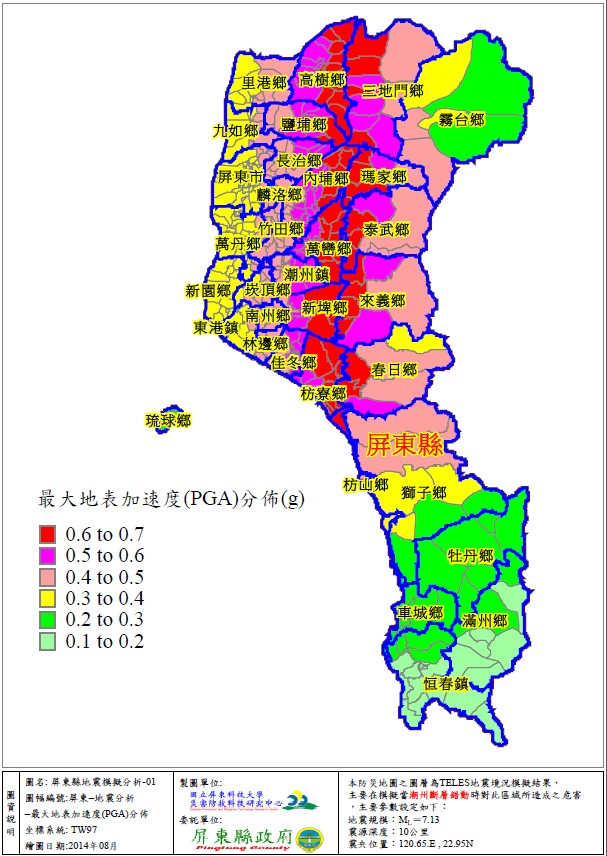 里港鄉
高樹鄉
三地門鄉
霧台鄉
九如鄉
鹽埔鄉
長治鄉
屏東市
內埔鄉
瑪家鄉
麟洛鄉
竹田鄉
萬丹鄉
萬巒鄉
泰武鄉
潮州鎮
新園鄉
崁頂鄉
來義鄉
新埤鄉
南州鄉
東港鎮
林邊鄉
佳冬鄉
春日鄉
枋寮鄉
琉球鄉
屏東縣
枋山鄉
獅子鄉
牡丹鄉
車城鄉
滿州鄉
恒春鎮
最大地表加速度(PGA)分佈(g)
0.6 to 0.7
0.5 to 0.6
0.4 to 0.5
0.3 to 0.4
0.2 to 0.3
0.1 to 0.2
圖資說明
圖名: 屏東縣地震模擬分析-01
圖幅編號:屏東–地震分析
–最大地表加速度(PGA)分佈
坐標系統: TW97
繪圖日期:2014年08月
製圖單位:
國立屏東科技大學
災害防救科技研究中心
委託單位:
屏東縣政府
Pingtung County
本防災地圖之圖層為TELES地震境況模擬結果，
主要在模擬當潮州斷層錯動時對此區域所造成之危害
，主要參數設定如下：
地震規模：ML＝7.13
震源深度：10公里
震央位置：120.65.E , 22.95N